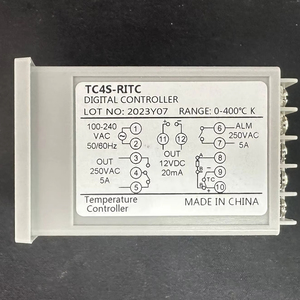 TC4S-RITC
DIGITAL CONTROLLER
LOT NO: 2023Y07 RANGE: 0-400℃ K
100-240
VAC
50/60Hz
1
2
3
11
12
6
7
ALM
250VAC
5A
OUT
250VAC
5A
4
5
OUT
12VDC
20mA
8
9
10
TC
Temperature
Controller
MADE IN CHINA